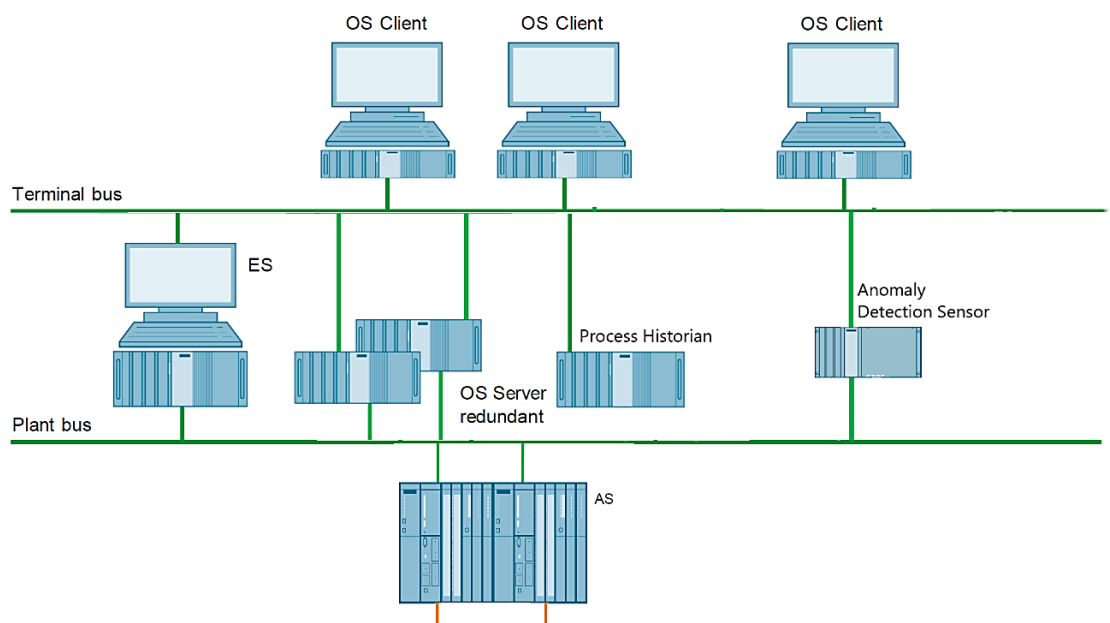 OS Client
OS Client
OS Client
Terminal bus
ES
Anomaly
Detection Sensor
Process Historian
OS Server
redundant
Plant bus
AS